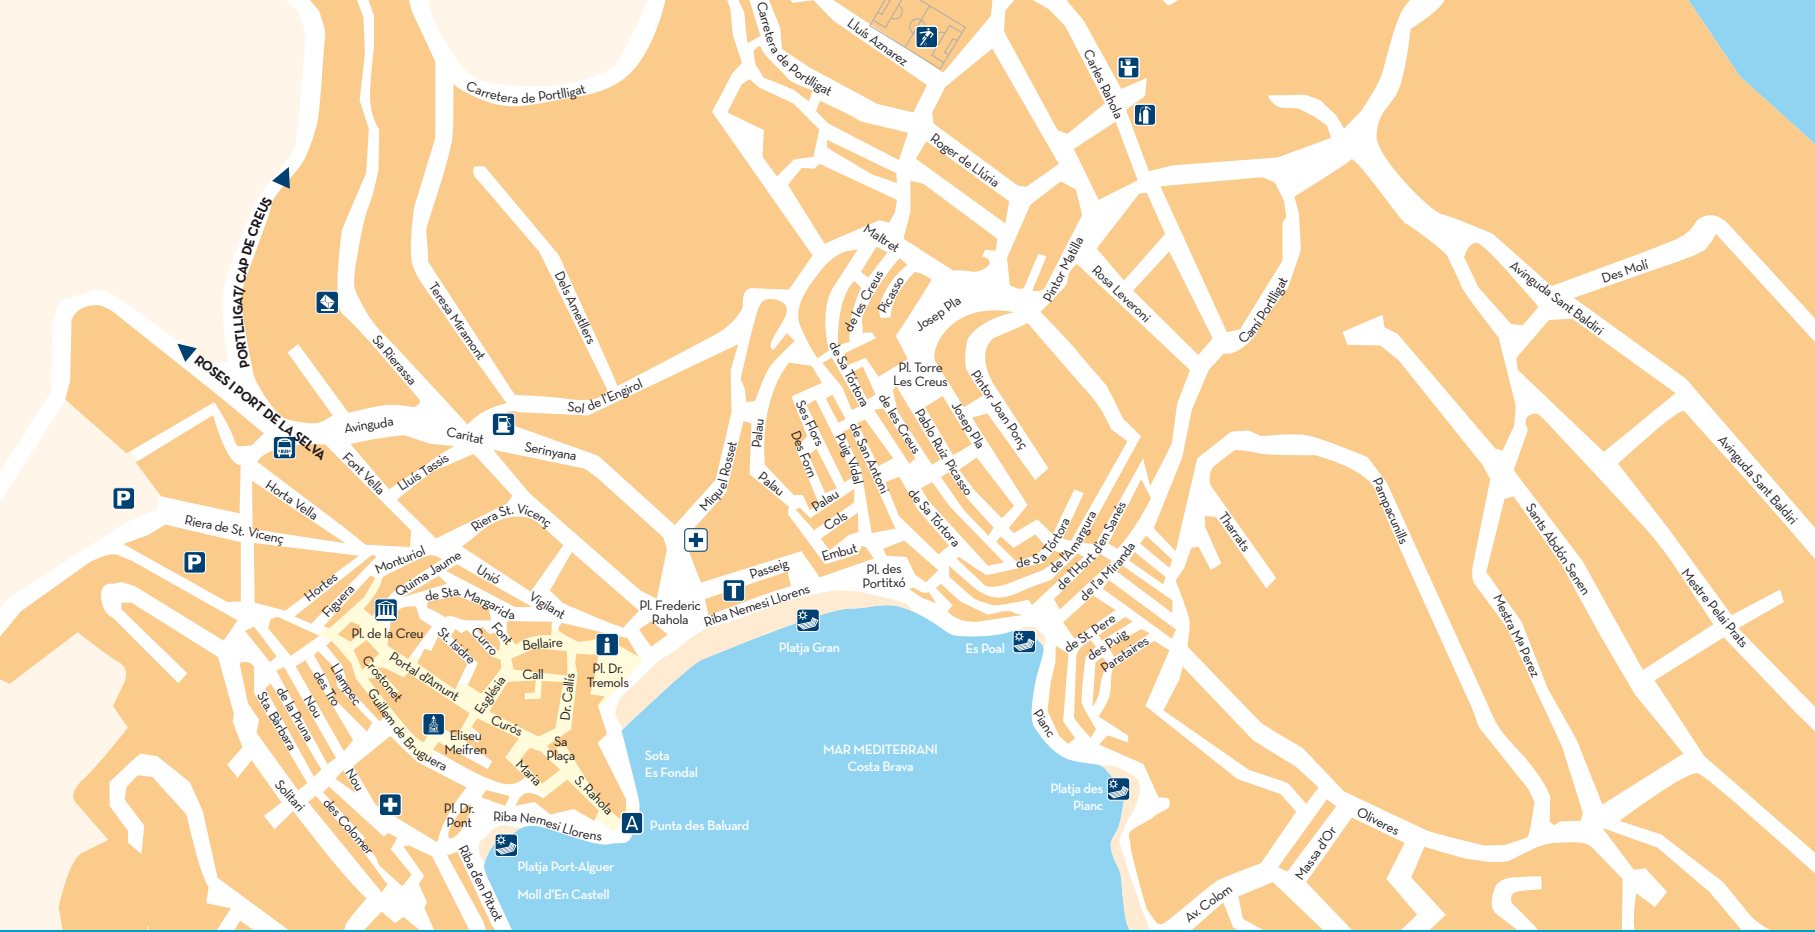 Carretera de Portlligat
Carretera de Portlligat
Lluís Aznarez
Carles Rahola
Roger de Llúria
PORTLLIGAT/ CAP DE CREUS
ROSES I PORT DE LA SELVA
Maltret
de les Creus
Picasso
Josep Pla
Pintor Matilla
Rosa Leveroni
Camí Portlligat
Avinguda Sant Baldiri
Des Molí
Dels Ametllers
Teresa Miramont
Sa Rierassa
Sol de l'Engirol
Avinguda
Caritat
Serinyana
Font Vella
Lluís Tassis
Horta Vella
Riera de St. Vicenç
Riera St. Vicenç
Miquel Rosset
Palau
Palau
Palau
Ses Flors
Des Forn
Puig Vidal
de San Antoni
de Sa Tórtora
de les Creus
Pl. Torre
Les Creus
Pablo Ruiz Picasso
Josep Pla
Pintor Joan Ponç
Cols
Embut
de Sa Tórtora
Pl. des
Portitxó
de Sa Tórtora
de l'Amargura
de l'Hort d'en Sanés
de l'a Miranda
Tharrats
Pampacunills
Sants Abdón Senen
Mestra Ma Perez
Mestre Pelai Prats
Avinguda Sant Baldiri
Monturiol
Hortes
Figuera
Quima Jaume
Unió
Vigilant
de Sta. Margarida
Pl. de la Creu
St. Isidre
Curro
Font
Bellaire
Call
Dr. Callís
Pl. Dr.
Tremols
Pl. Frederic
Rahola
T
Passeig
Riba Nemesi Llorens
Platja Gran
Es Poal
de St. Pere
des Puig
Paretaires
Pianc
Platja des
Pianc
MAR MEDITERRANI
Costa Brava
Portal d'Amunt
Crostonet
Llampec
des Tro
Nou
de la Pruna
Sta. Bàrbara
Guillem de Bruguera
Església
Curós
Eliseu
Meifren
Sa
Plaça
Maria
S. Rahola
Sota
Es Fondal
A
Punta des Baluard
Solitari
Nou
des Colomer
Pl. Dr.
Pont
Riba Nemesi Llorens
Platja Port-Alguer
Moll d'En Castell
Riba d'en Pitxot
Oliveres
Massa d'Or
Av. Colom
P
P
i
BUS